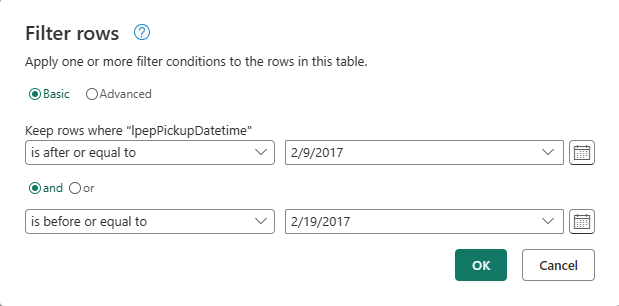 Filter rows ?
Apply one or more filter conditions to the rows in this table.
Basic Advanced
Keep rows where "lpepPickupDatetime"
is after or equal to 2/9/2017
and or
is before or equal to 2/19/2017
OK Cancel